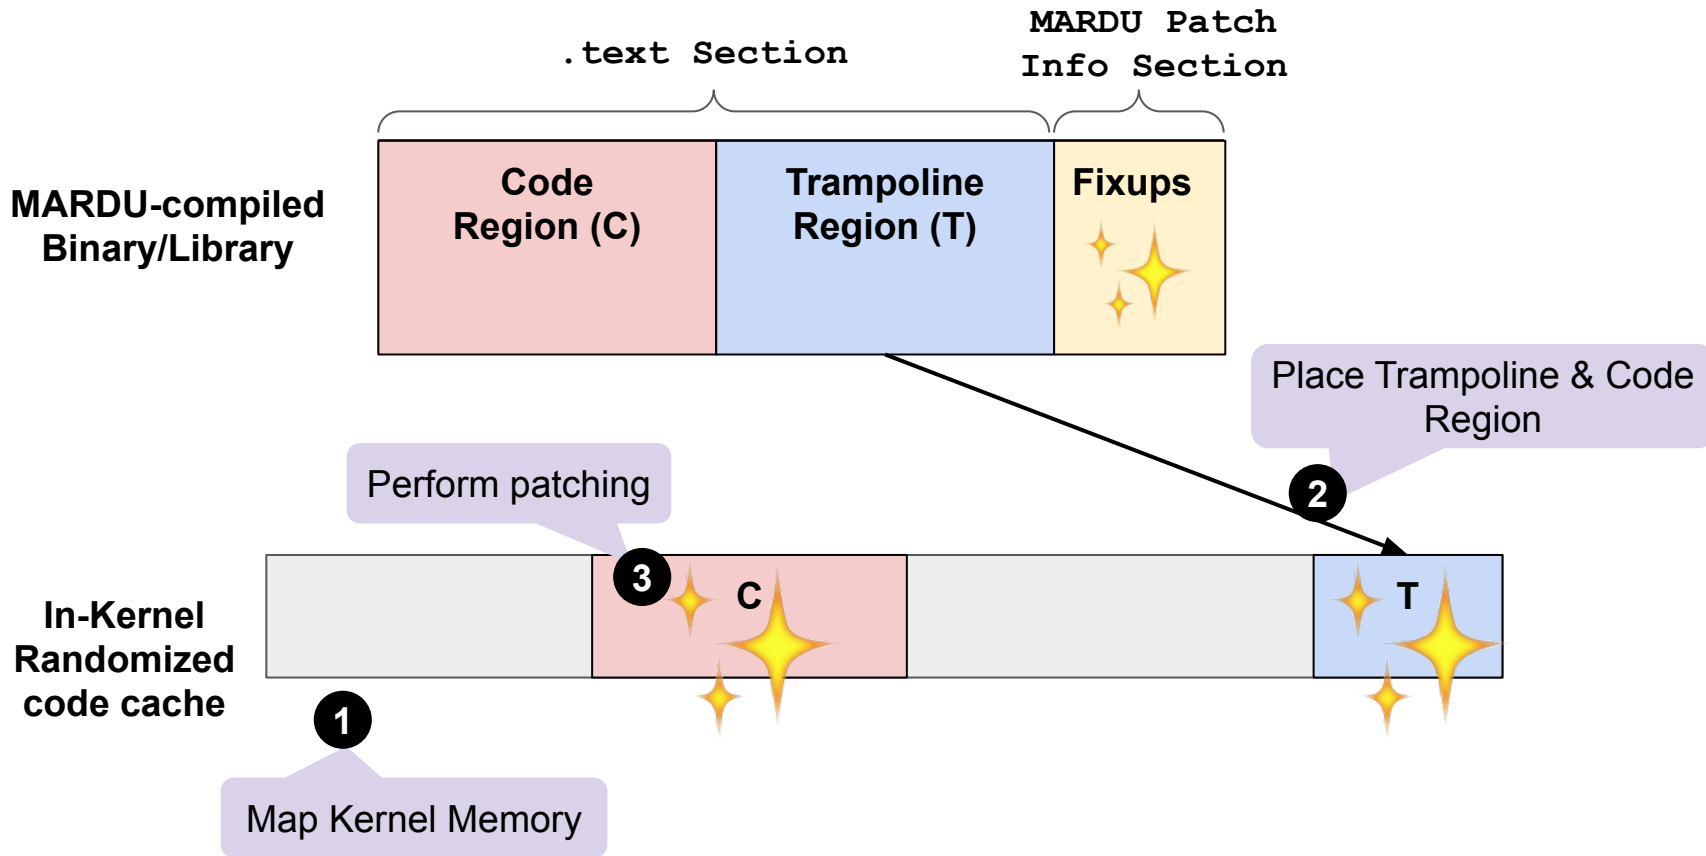 .text Section
MARDU Patch
Info Section
MARDU-compiled
Binary/Library
Code
Region (C)
Trampoline
Region (T)
Fixups
Place Trampoline & Code
Region
2
Perform patching
3
C
T
In-Kernel
Randomized
code cache
1
Map Kernel Memory